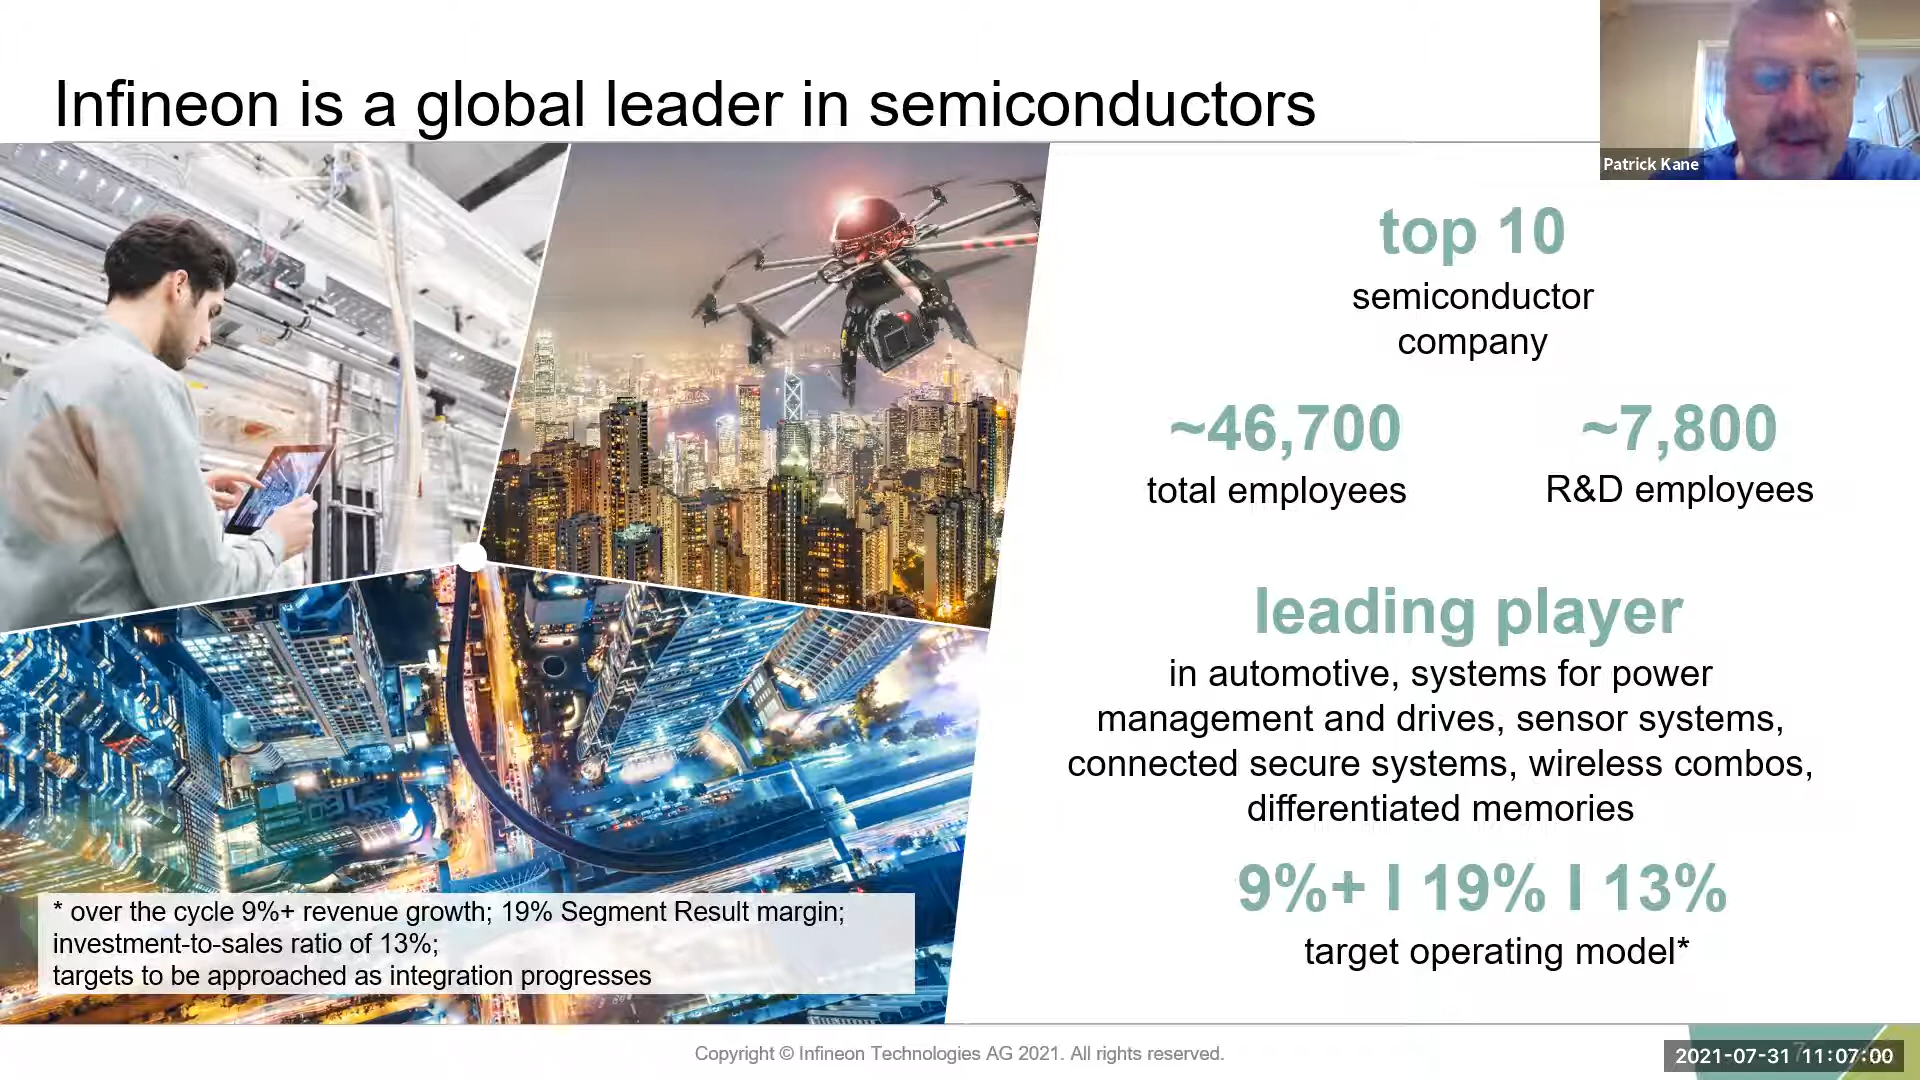 Infineon is a global leader in semiconductors
Patrick Kane
top 10
semiconductor
company
~46,700
total employees
~7,800
R&D employees
leading player
in automotive, systems for power
management and drives, sensor systems,
connected secure systems, wireless combos,
differentiated memories
9%+ I 19% I 13%
target operating model*
* over the cycle 9%+ revenue growth; 19% Segment Result margin;
investment-to-sales ratio of 13%;
targets to be approached as integration progresses
Copyright © Infineon Technologies AG 2021. All rights reserved.
2021-07-31 11:07:00